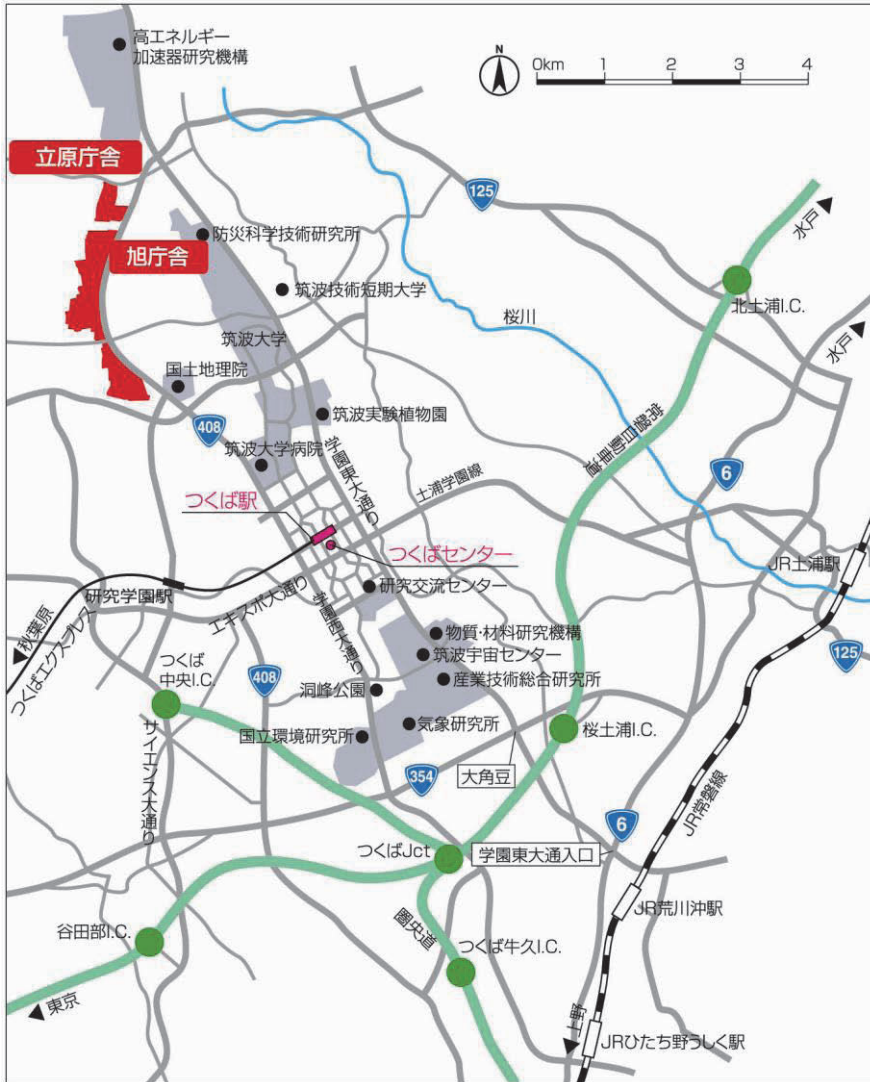 高エネルギー
加速器研究機構
N
0km 1 2 3 4
立原庁舎
125
水戸
防災科学技術研究所
旭庁舎
北土浦I.C.
筑波技術短期大学
桜川
水戸
筑波大学
国土地理院
筑波実験植物園
408
常磐自動車道
学園東大通り
筑波大学病院
6
土浦学園線
つくば駅
つくばセンター
JR土浦駅
研究学園駅
エキスポ大通り
研究交流センター
秋葉原
つくばエクスプレス
学園西大通り
物質・材料研究機構
筑波宇宙センター
125
つくば
中央I.C.
408
産業技術総合研究所
洞峰公園
気象研究所
国立環境研究所
桜土浦I.C.
サイエンス大通り
354
大角豆
JR常磐線
6
つくばJct
学園東大通入口
JR荒川沖駅
谷田部I.C.
圏央道
つくば牛久I.C.
東京
上野
JRひたち野うしく駅